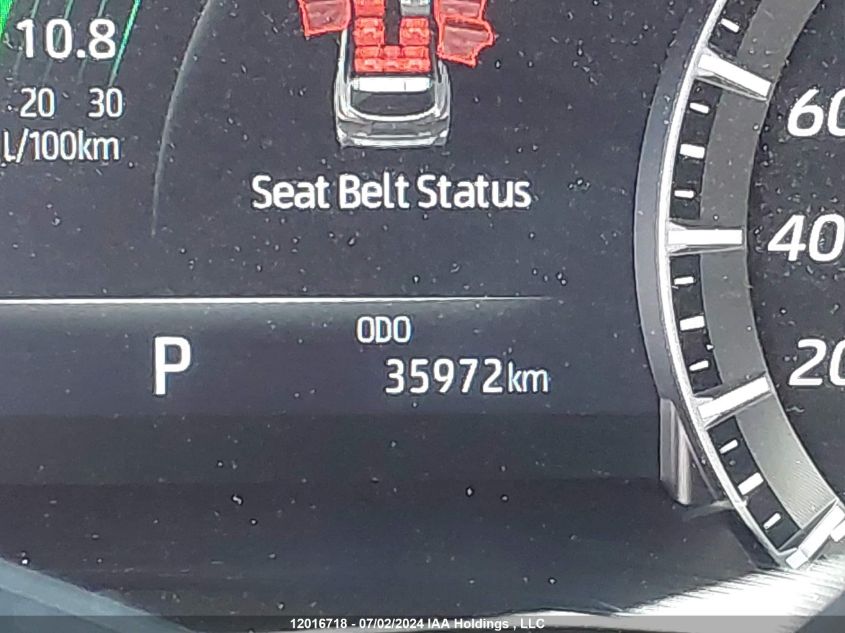 10.8
20 30
l/100km
Seat Belt Status
60
40
20
P
ODO
35972km
12016718 - 07/02/2024 IAA Holdings , LLC